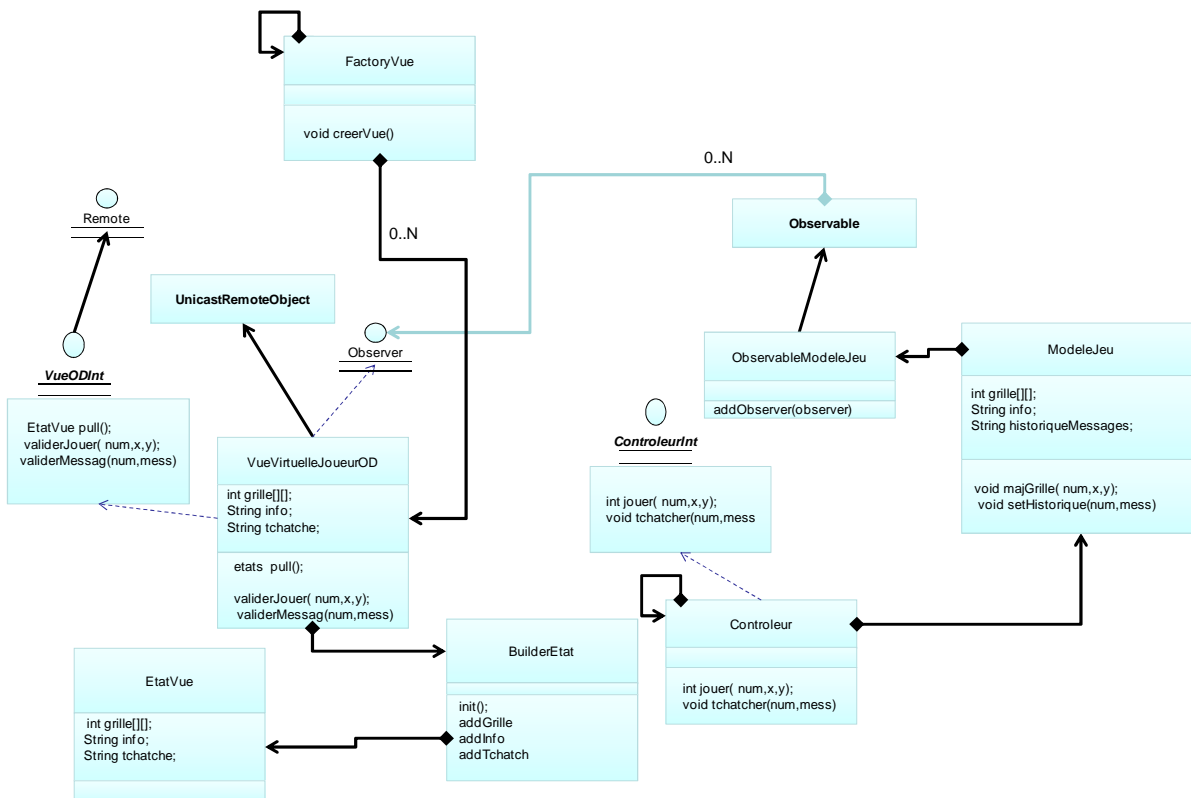 FactoryVue
void creerVue()
0..N
Remote
0..N
Observable
UnicastRemoteObject
Observer
VueODInt
EtatVue pull();
validerJouer( num,x,y);
validerMessag(num,mess)
ObservableModeleJeu
addObserver(observer)
ModeleJeu
int grille[][];
String info;
String historiqueMessages;
void majGrille( num,x,y);
void setHistorique(num,mess)
ControleurInt
int jouer( num,x,y);
void tchatcher(num,mess
VueVirtuelleJoueurOD
int grille[][];
String info;
String tchatche;
etats pull();
validerJouer( num,x,y);
validerMessag(num,mess)
Controleur
int jouer( num,x,y);
void tchatcher(num,mess)
BuilderEtat
init();
addGrille
addInfo
addTchatch
EtatVue
int grille[][];
String info;
String tchatche;